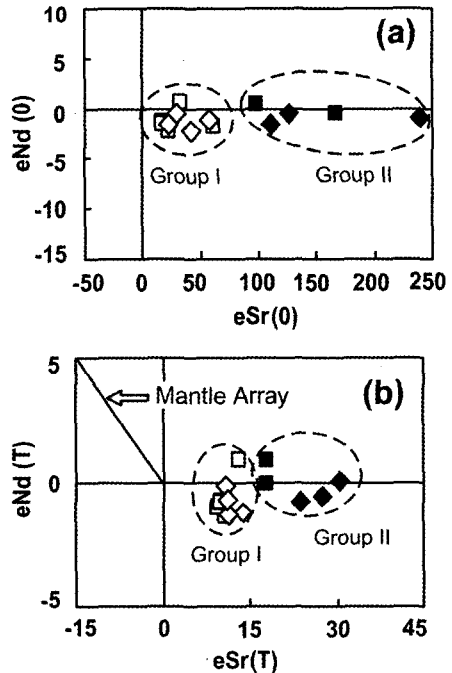 (a)
10
5
0
-5
-10
-15
eNd (0)
Group I
Group II
-50
0
50
100
150
200
250
eSr(0)
(b)
5
0
-5
eNd (T)
Mantle Array
Group I
Group II
-15
0
15
30
45
eSr(T)